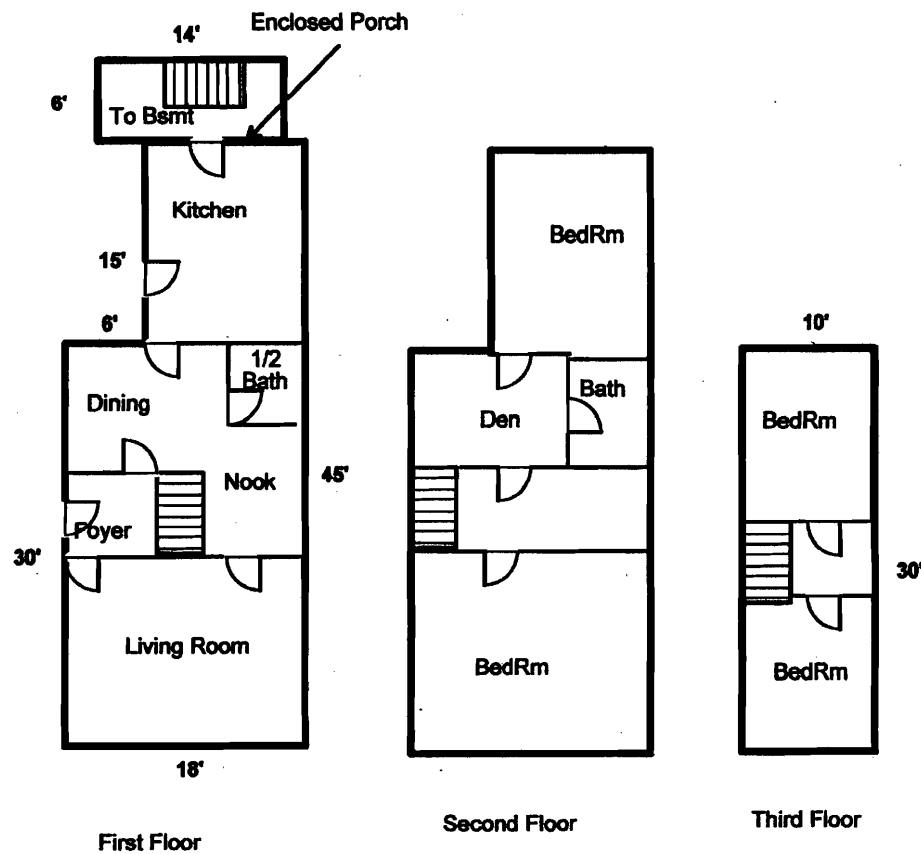 Enclosed Porch
14'
6'
To Bsmt
Kitchen
15'
6'
1/2
Bath
Dining
Nook
45'
Foyer
30'
Living Room
18'
First Floor
BedRm
Bath
Den
BedRm
Second Floor
10'
BedRm
30'
BedRm
Third Floor